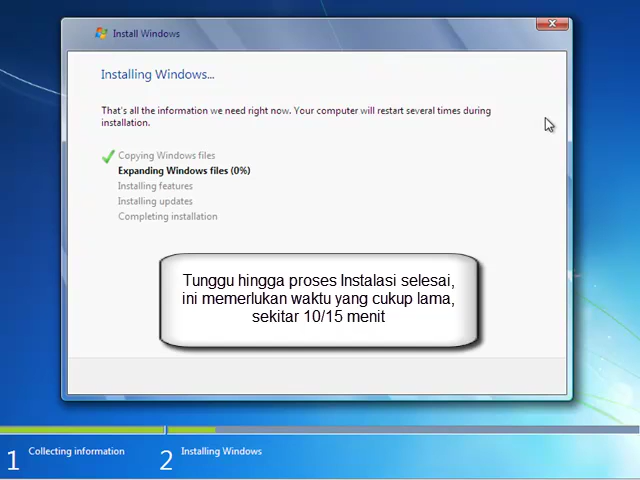 Install Windows
Installing Windows...
That's all the information we need right now. Your computer will restart several times during
installation.
Copying Windows files
Expanding Windows files (0%)
Installing features
Installing updates
Completing installation
Tunggu hingga proses Instalasi selesai,
ini memerlukan waktu yang cukup lama,
sekitar 10/15 menit
1 Collecting information
2 Installing Windows